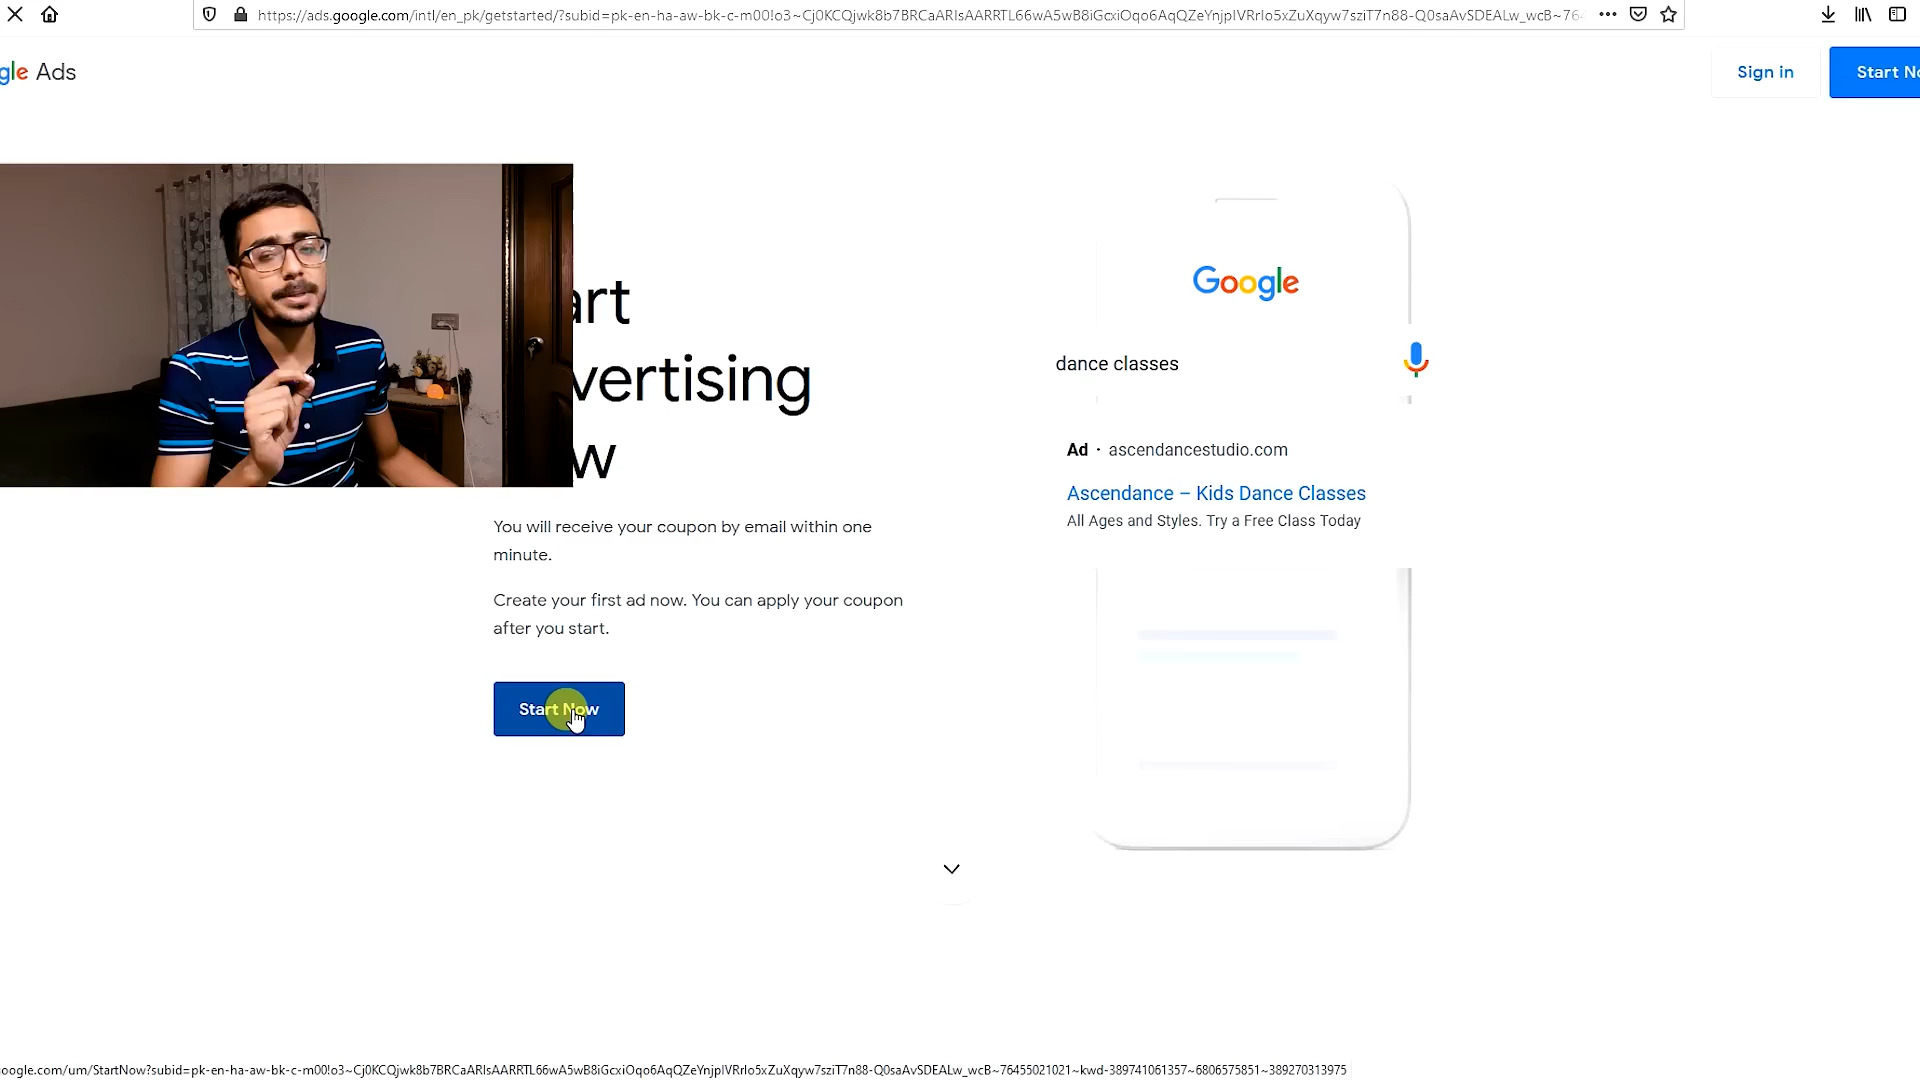 https://ads.google.com/intl/en_pk/getstarted/?subid=pk-en-ha-aw-bk-c-m00!o3~Cj0KCQjwk8b7BRCaARIsAARRTL66wA5wB8iGcxiOqo6AqQZeYnjpIVRrIo5xZuXqyw7sziT7n88-Q0saAvSDEALw_wcB~764
gle Ads
Sign in
Start No
art
vertising
w
You will receive your coupon by email within one
minute.
Create your first ad now. You can apply your coupon
after you start.
Start Now
Google
dance classes
Ad · ascendancestudio.com
Ascendance – Kids Dance Classes
All Ages and Styles. Try a Free Class Today
oogle.com/um/StartNow?subid=pk-en-ha-aw-bk-c-m00!o3~Cj0KCQjwk8b7BRCaARIsAARRTL66wA5wB8iGcxiOqo6AqQZeYnjpIVRrIo5xZuXqyw7sziT7n88-Q0saAvSDEALw_wcB~76455021021~kwd-389741061357~6806575851~389270313975